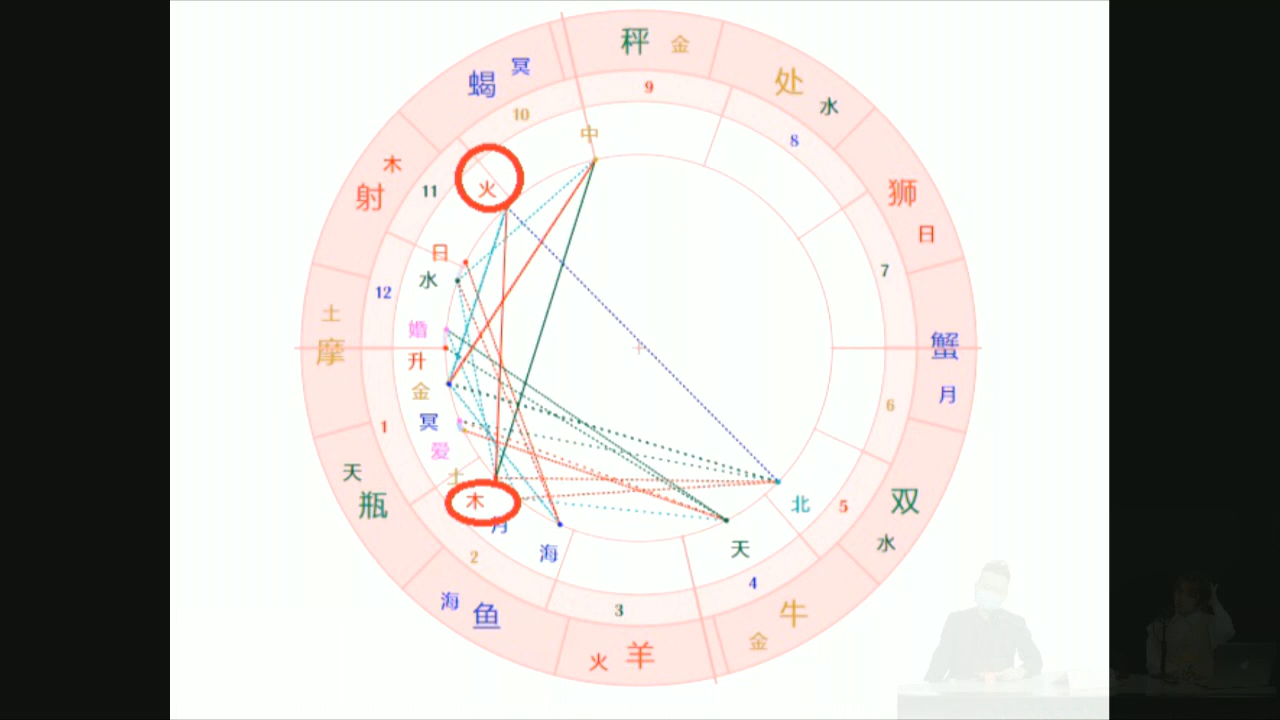 秤 金
处 水
狮 日
蟹 月
双 水
牛 金
羊 火
鱼 海
瓶 天
摩 土
射 木
蝎 冥
9
8
7
6
5
4
3
2
1
12
11
10
中
火
日
水
婚
升
金
冥
爱
土
木
月
海
天
北